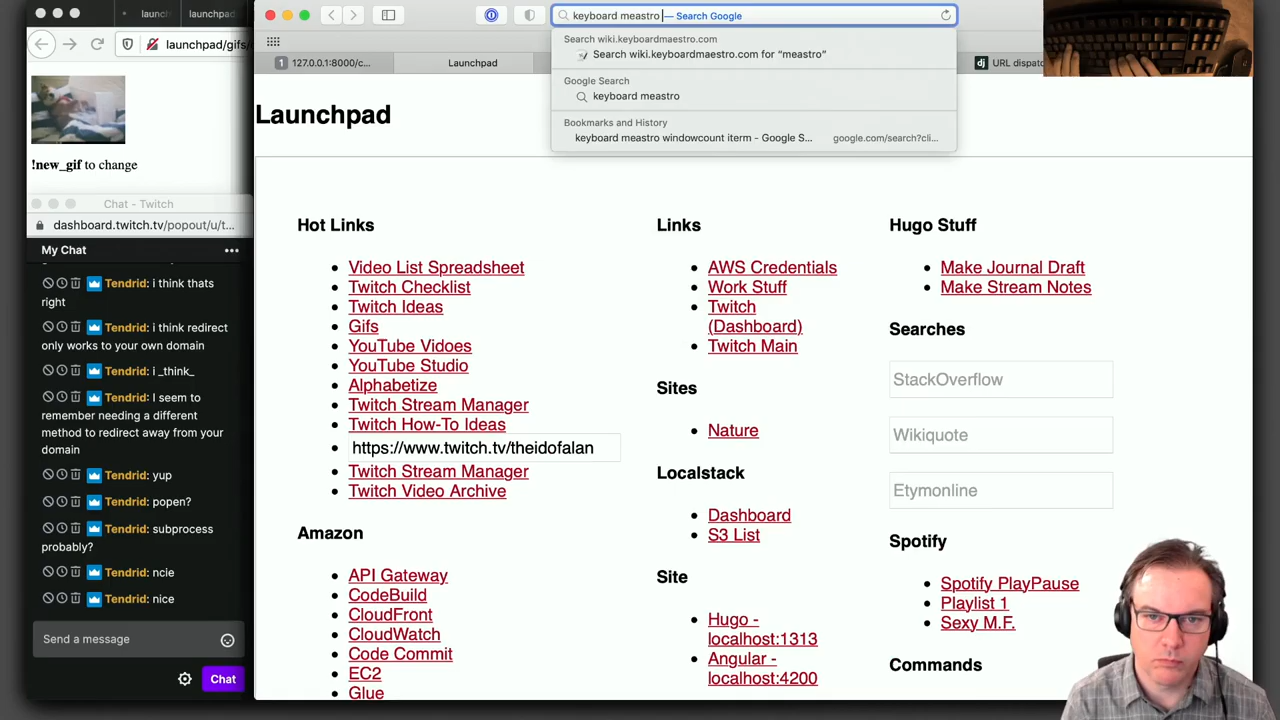 launch
launchpad
launchpad/gifs/
!new_gif to change
Chat - Twitch
dashboard.twitch.tv/popout/u/t...
My Chat
Tendrid: i think thats
right
Tendrid: i think redirect
only works to your own domain
Tendrid: i _think_
Tendrid: I seem to
remember needing a different
method to redirect away from your
domain
Tendrid: yup
Tendrid: popen?
Tendrid: subprocess
probably?
Tendrid: ncie
Tendrid: nice
Send a message
Chat
keyboard meastro — Search Google
Search wiki.keyboardmaestro.com
Search wiki.keyboardmaestro.com for “meastro”
Google Search
keyboard meastro
Bookmarks and History
keyboard meastro windowcount iterm - Google S... google.com/search?cli...
1 127.0.0.1:8000/c...
Launchpad
dj URL dispatc
Launchpad
Hot Links
Video List Spreadsheet
Twitch Checklist
Twitch Ideas
Gifs
YouTube Vidoes
YouTube Studio
Alphabetize
Twitch Stream Manager
Twitch How-To Ideas
https://www.twitch.tv/theidofalan
Twitch Stream Manager
Twitch Video Archive
Amazon
API Gateway
CodeBuild
CloudFront
CloudWatch
Code Commit
EC2
Glue
Links
AWS Credentials
Work Stuff
Twitch
(Dashboard)
Twitch Main
Sites
Nature
Localstack
Dashboard
S3 List
Site
Hugo -
localhost:1313
Angular -
localhost:4200
Hugo Stuff
Make Journal Draft
Make Stream Notes
Searches
StackOverflow
Wikiquote
Etymonline
Spotify
Spotify PlayPause
Playlist 1
Sexy M.F.
Commands